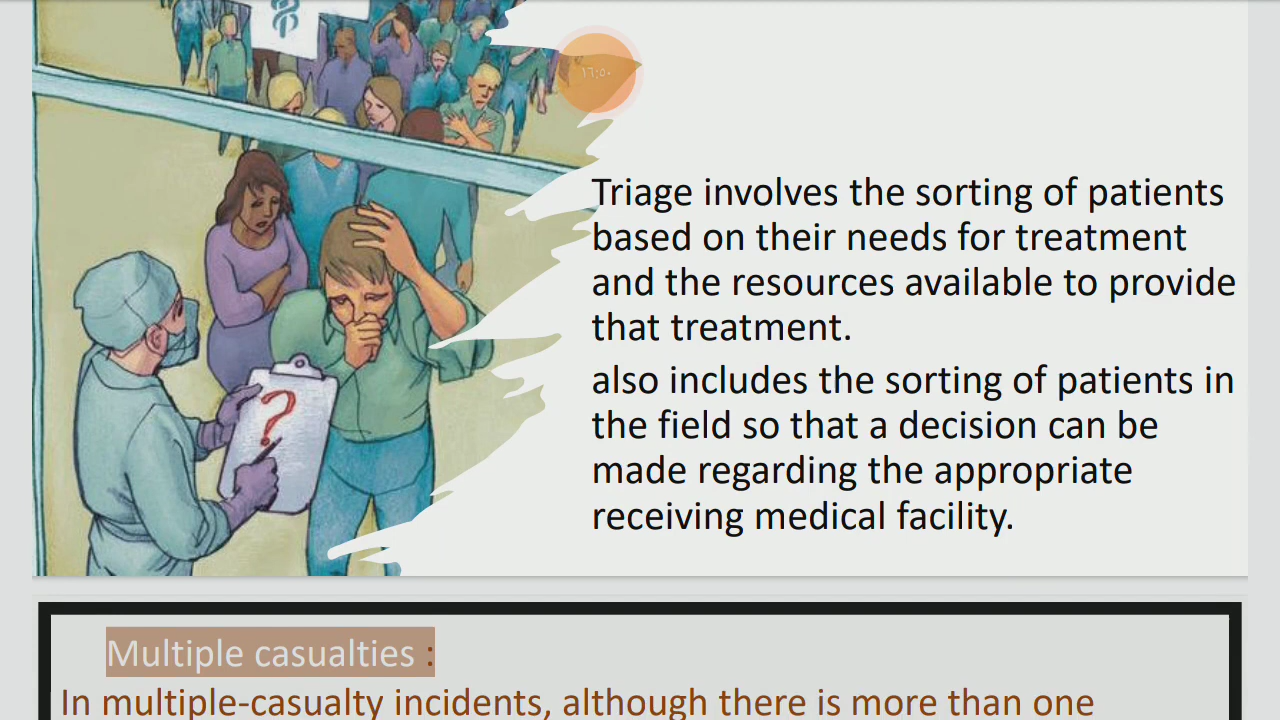 ١٦:٥٠
Triage involves the sorting of patients
based on their needs for treatment
and the resources available to provide
that treatment.
also includes the sorting of patients in
the field so that a decision can be
made regarding the appropriate
receiving medical facility.
?
Multiple casualties :
In multiple-casualty incidents, although there is more than one